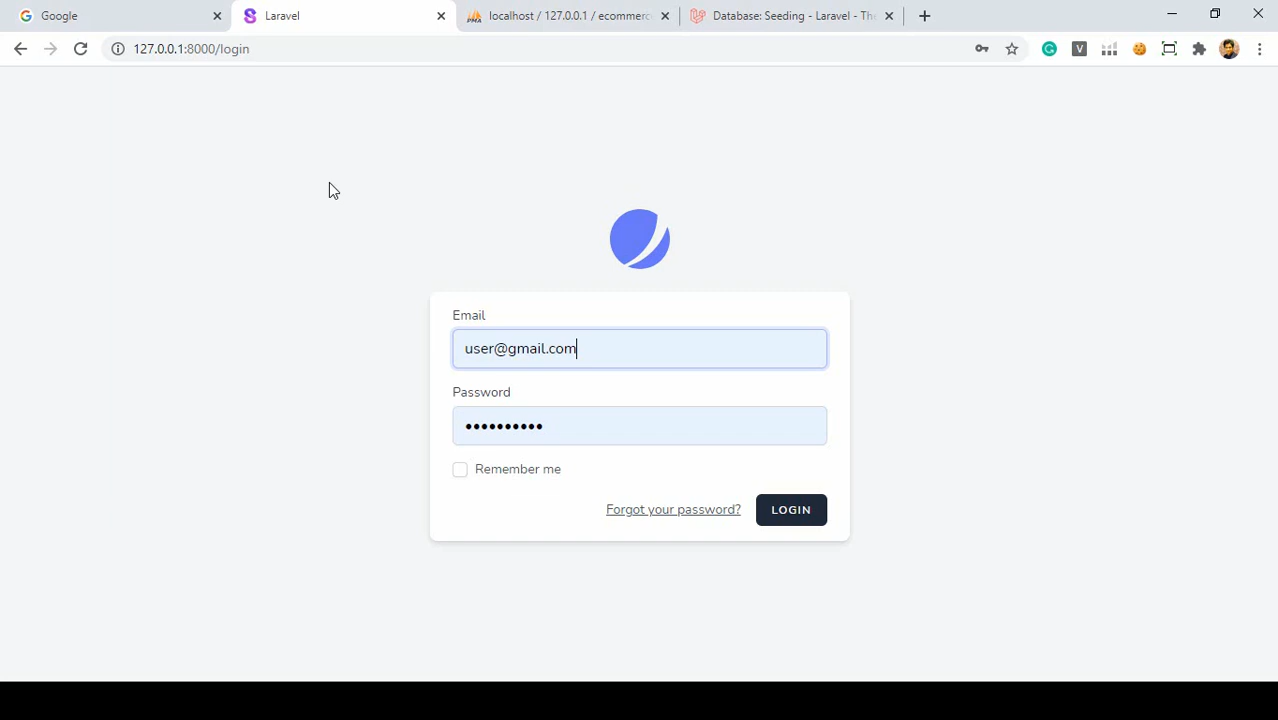 Google
Laravel
localhost / 127.0.0.1 / ecommerc
Database: Seeding - Laravel - The
127.0.0.1:8000/login
Email
user@gmail.com
Password
••••••••••
Remember me
Forgot your password?
LOGIN